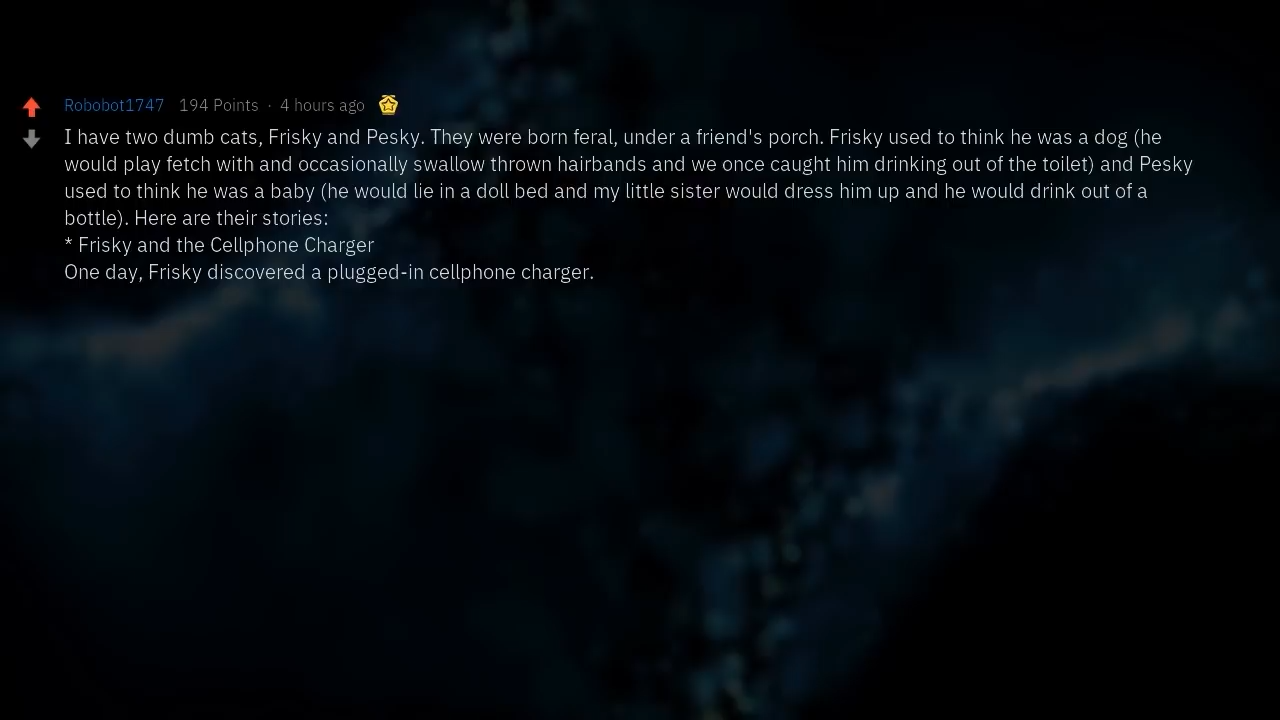 Robobot1747 194 Points · 4 hours ago
I have two dumb cats, Frisky and Pesky. They were born feral, under a friend's porch. Frisky used to think he was a dog (he
would play fetch with and occasionally swallow thrown hairbands and we once caught him drinking out of the toilet) and Pesky
used to think he was a baby (he would lie in a doll bed and my little sister would dress him up and he would drink out of a
bottle). Here are their stories:
* Frisky and the Cellphone Charger
One day, Frisky discovered a plugged-in cellphone charger.